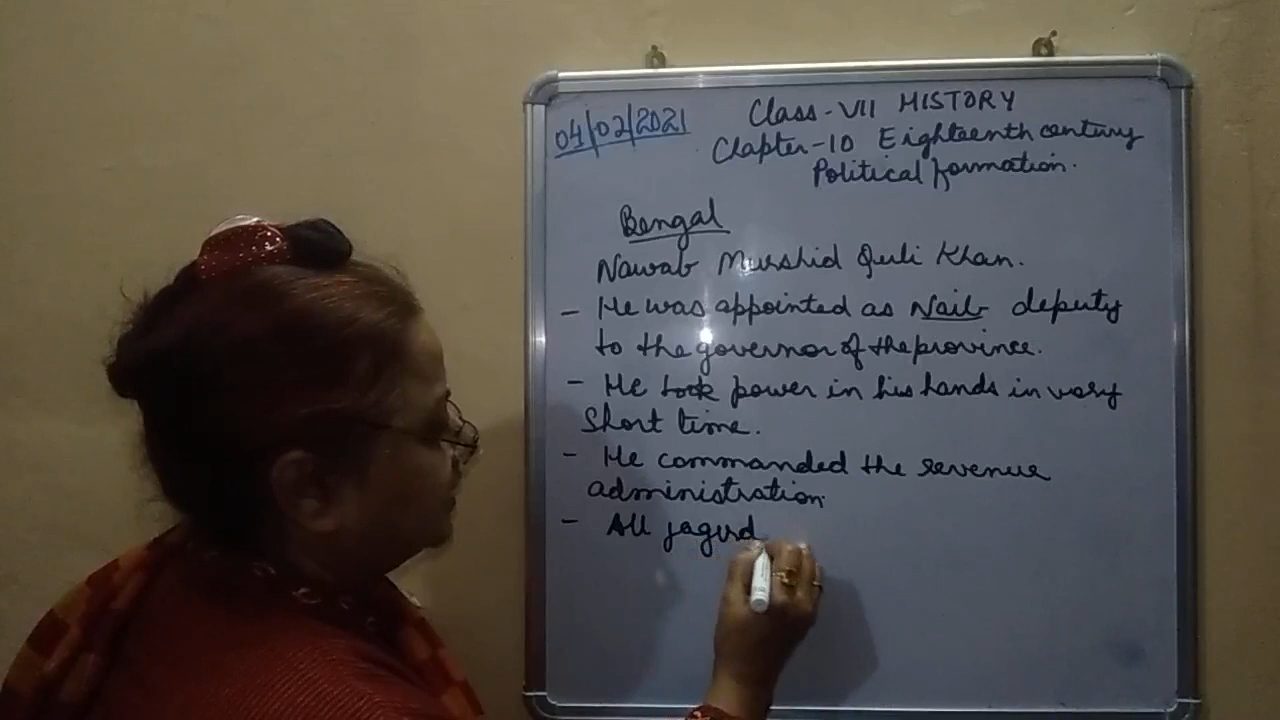 04/02/2021
Class-VII HISTORY
Chapter-10 Eighteenth century
Political formation.
Bengal
Nawab Murshid Quli Khan.
- He was appointed as Naib deputy
to the governor of the province.
- He took power in his hands in very
short time.
- He commanded the revenue
administration.
- All jagird